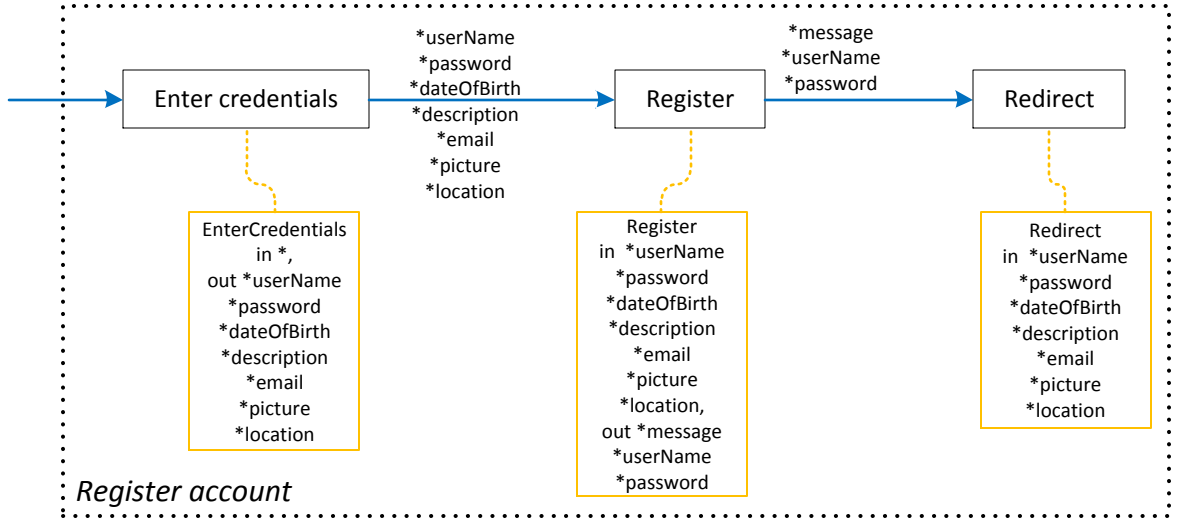 *userName
*password
*dateOfBirth
*description
*email
*picture
*location
*message
*userName
*password
Enter credentials
Register
Redirect
EnterCredentials
in *,
out *userName
*password
*dateOfBirth
*description
*email
*picture
*location
Register
in *userName
*password
*dateOfBirth
*description
*email
*picture
*location,
out *message
*userName
*password
Redirect
in *userName
*password
*dateOfBirth
*description
*email
*picture
*location
Register account